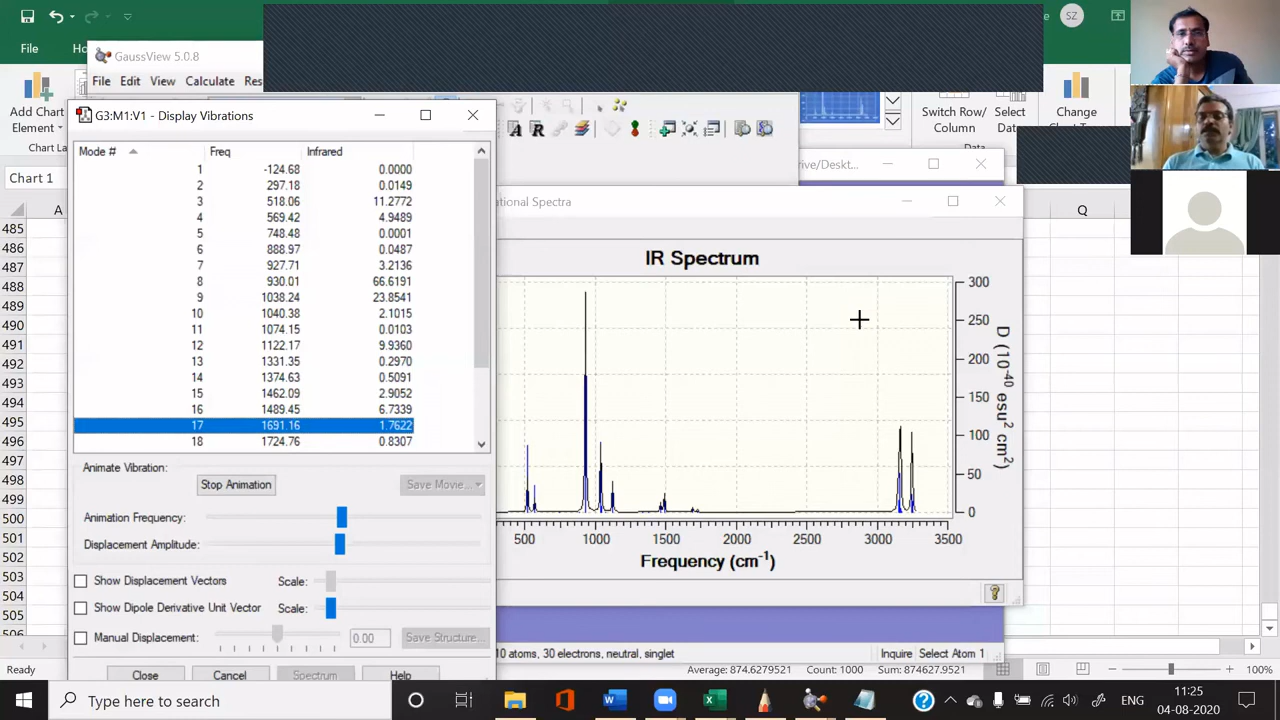 e
SZ
File
Ho
GaussView 5.0.8
File Edit View Calculate Res
Add Chart
Element
Chart La
A R
Switch Row/
Column
Select
Data
Change
Data
G3:M1:V1 - Display Vibrations
rive/Deskt...
Chart 1
A
Q
Mode # Freq Infrared
1 -124.68 0.0000
2 297.18 0.0149
3 518.06 11.2772
4 569.42 4.9489
5 748.48 0.0001
6 888.97 0.0487
7 927.71 3.2136
8 930.01 66.6191
9 1038.24 23.8541
10 1040.38 2.1015
11 1074.15 0.0103
12 1122.17 9.9360
13 1331.35 0.2970
14 1374.63 0.5091
15 1462.09 2.9052
16 1489.45 6.7339
17 1691.16 1.7622
18 1724.76 0.8307
485
486
487
488
489
490
491
492
493
494
495
496
497
498
499
500
501
502
503
504
505
506
ational Spectra
IR Spectrum
300
250
200
150
100
50
0
D (10-40 esu2 cm2)
500 1000 1500 2000 2500 3000 3500
Frequency (cm-1)
Animate Vibration:
Stop Animation
Save Movie...
Animation Frequency:
Displacement Amplitude:
Show Displacement Vectors Scale:
Show Dipole Derivative Unit Vector Scale:
Manual Displacement: 0.00 Save Structure...
Close Cancel Spectrum Help
10 atoms, 30 electrons, neutral, singlet
Inquire Select Atom 1
Ready
Average: 874.6279521 Count: 1000 Sum: 874627.9521
100%
Type here to search
ENG
11:25
04-08-2020